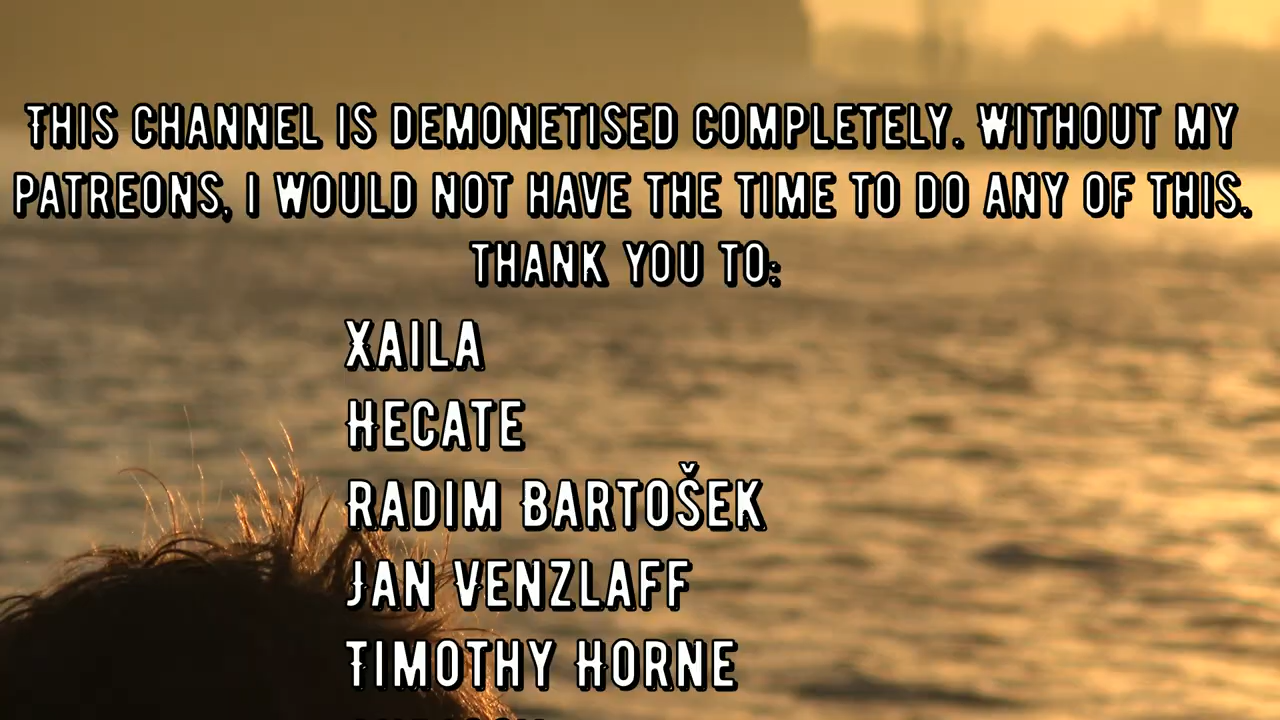 This channel is demonetised completely. Without my
Patreons, I would not have the time to do any of this.
Thank you to:
Xaila
Hecate
Radim Bartošek
Jan Venzlaff
Timothy Horne